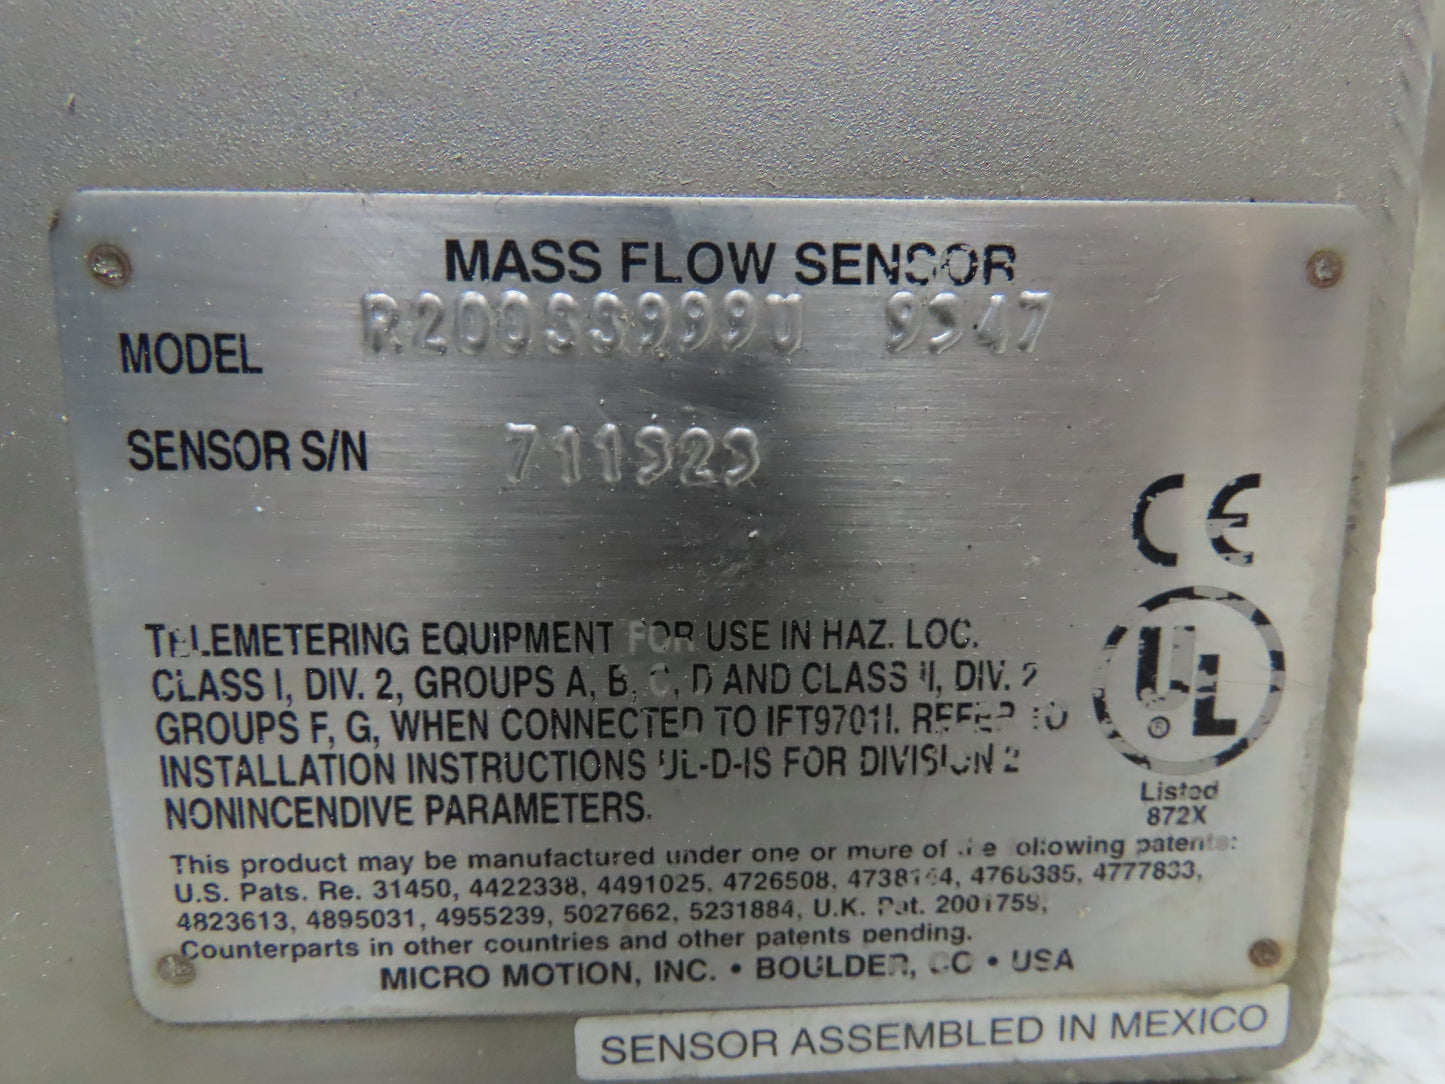 MASS FLOW SENSOR
MODEL
SENSOR S/N
CE
TELEMETERING EQUIPMENT FOR USE IN HAZ. LOC.
CLASS I, DIV. 2, GROUPS A, B, C, D AND CLASS II, DIV. 2
GROUPS F, G, WHEN CONNECTED TO IFT9701I. REFER TO
INSTALLATION INSTRUCTIONS UL-D-IS FOR DIVISION 2
NONINCENDIVE PARAMETERS.
UL
®
Listed
872X
This product may be manufactured under one or more of the following patents:
U.S. Pats. Re. 31450, 4422338, 4491025, 4726508, 4738144, 4768385, 4777833,
4823613, 4895031, 4955239, 5027662, 5231884, U.K. Pat. 2001759,
Counterparts in other countries and other patents pending.
MICRO MOTION, INC. • BOULDER, CO • USA
SENSOR ASSEMBLED IN MEXICO